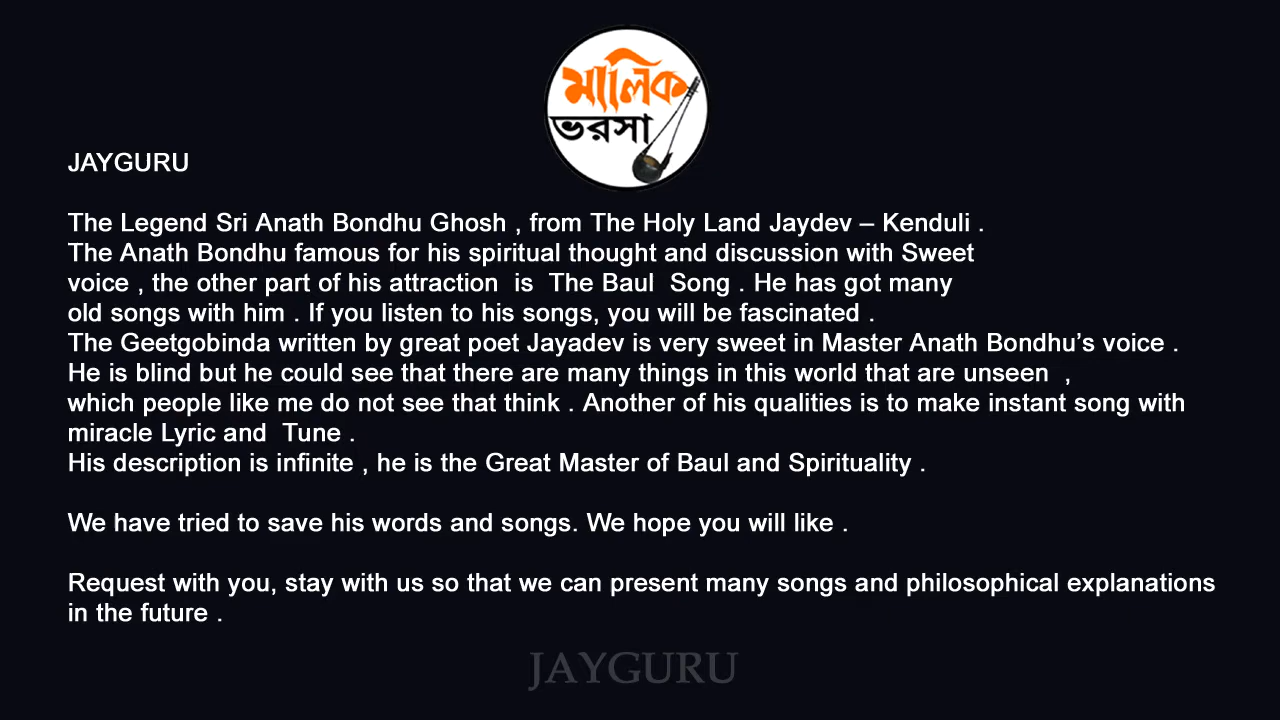 মালিক
ভরসা
JAYGURU
The Legend Sri Anath Bondhu Ghosh , from The Holy Land Jaydev – Kenduli .
The Anath Bondhu famous for his spiritual thought and discussion with Sweet
voice , the other part of his attraction  is  The Baul  Song . He has got many
old songs with him . If you listen to his songs, you will be fascinated .
The Geetgobinda written by great poet Jayadev is very sweet in Master Anath Bondhu’s voice .
He is blind but he could see that there are many things in this world that are unseen  ,
which people like me do not see that think . Another of his qualities is to make instant song with
miracle Lyric and  Tune .
His description is infinite , he is the Great Master of Baul and Spirituality .
We have tried to save his words and songs. We hope you will like .
Request with you, stay with us so that we can present many songs and philosophical explanations
in the future .
JAYGURU